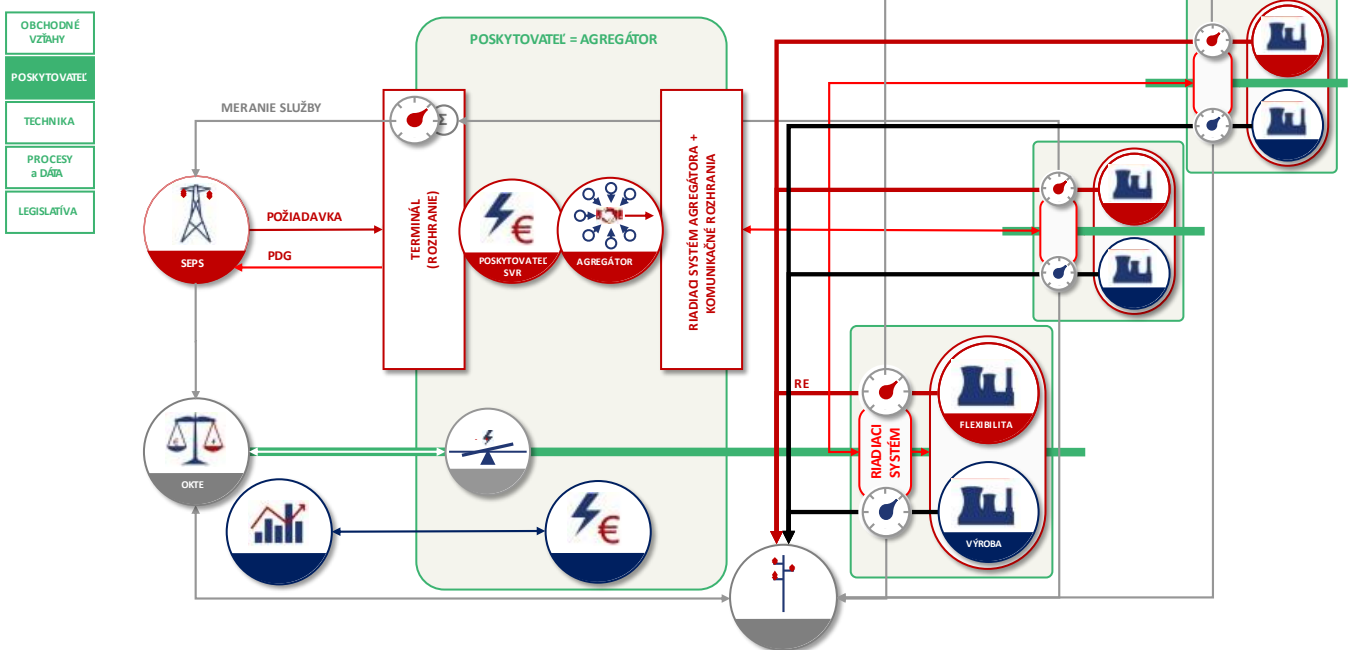 OBCHODNÉ
VZŤAHY
POSKYTOVATEĽ
TECHNIKA
PROCESY
a DÁTA
LEGISLATÍVA
POSKYTOVATEĽ = AGREGÁTOR
MERANIE SLUŽBY
Σ
SEPS
POŽIADAVKA
PDG
TERMINÁL
(ROZHRANIE)
POSKYTOVATEĽ
SVR
AGREGÁTOR
RIADIACI SYSTÉM AGREGÁTORA +
KOMUNIKAČNÉ ROZHRANIA
RE
FLEXIBILITA
RIADIACI
SYSTÉM
VÝROBA
OKTE